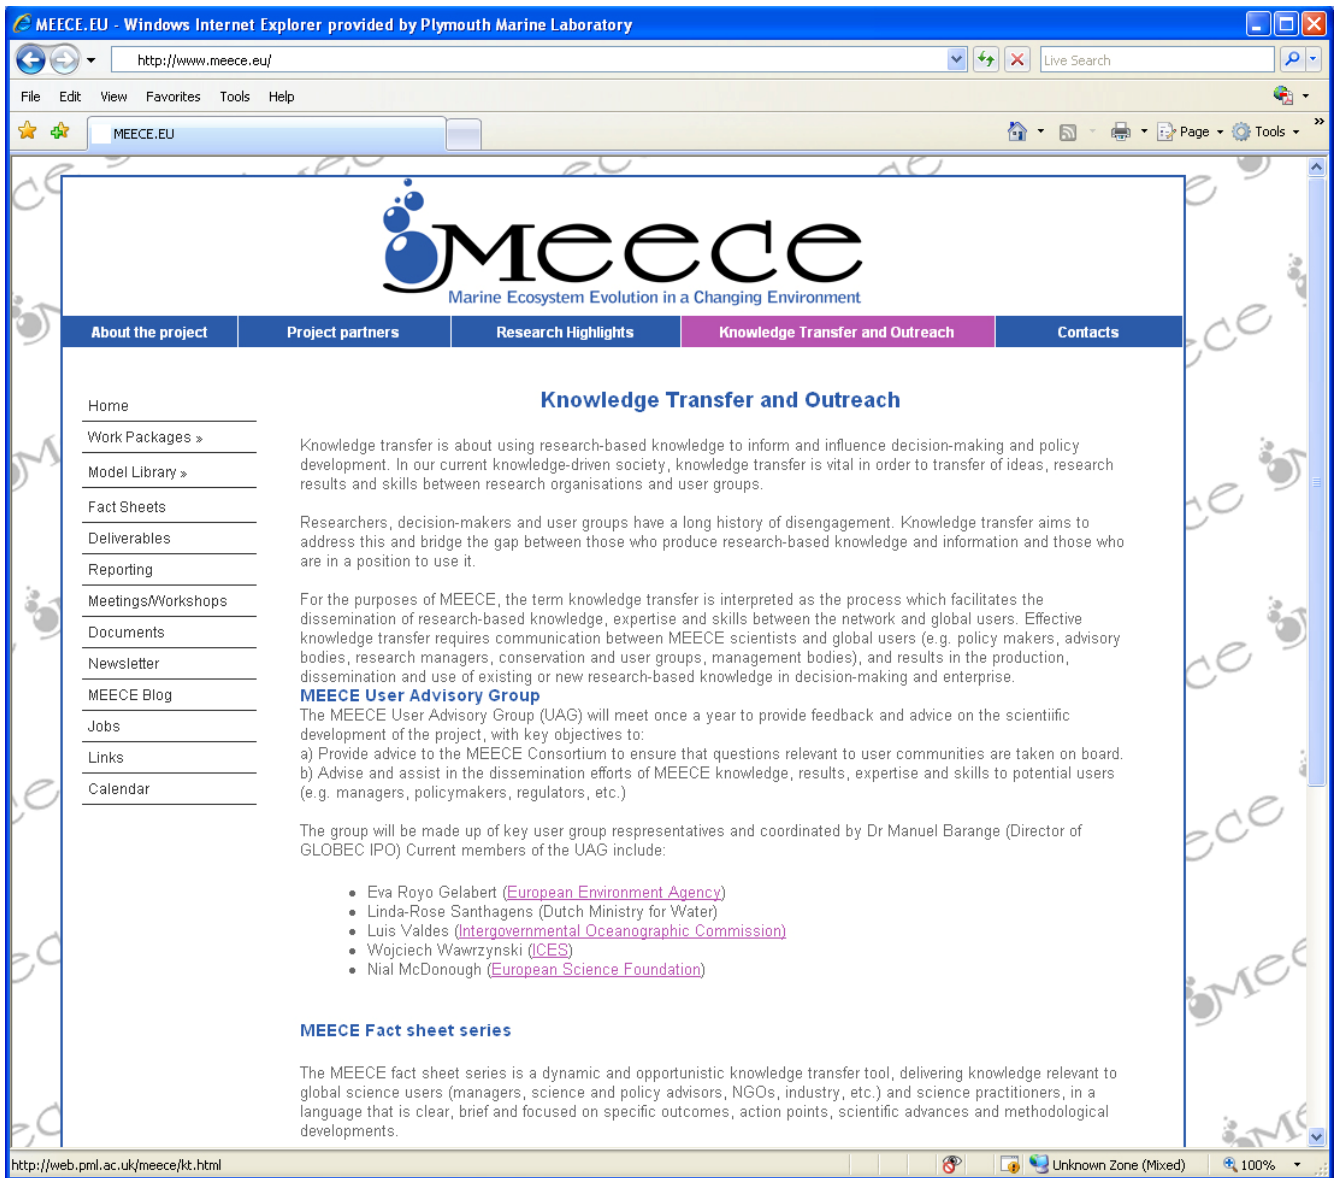 MEECE.EU - Windows Internet Explorer provided by Plymouth Marine Laboratory
http://www.meece.eu/
Live Search
File Edit View Favorites Tools Help
MEECE.EU
Page Tools »
Meece
Marine Ecosystem Evolution in a Changing Environment
About the project Project partners Research Highlights Knowledge Transfer and Outreach Contacts
Home
Work Packages »
Model Library »
Fact Sheets
Deliverables
Reporting
Meetings/Workshops
Documents
Newsletter
MEECE Blog
Jobs
Links
Calendar
Knowledge Transfer and Outreach
Knowledge transfer is about using research-based knowledge to inform and influence decision-making and policy
development. In our current knowledge-driven society, knowledge transfer is vital in order to transfer of ideas, research
results and skills between research organisations and user groups.
Researchers, decision-makers and user groups have a long history of disengagement. Knowledge transfer aims to
address this and bridge the gap between those who produce research-based knowledge and information and those who
are in a position to use it.
For the purposes of MEECE, the term knowledge transfer is interpreted as the process which facilitates the
dissemination of research-based knowledge, expertise and skills between the network and global users. Effective
knowledge transfer requires communication between MEECE scientists and global users (e.g. policy makers, advisory
bodies, research managers, conservation and user groups, management bodies), and results in the production,
dissemination and use of existing or new research-based knowledge in decision-making and enterprise.
MEECE User Advisory Group
The MEECE User Advisory Group (UAG) will meet once a year to provide feedback and advice on the scientiific
development of the project, with key objectives to:
a) Provide advice to the MEECE Consortium to ensure that questions relevant to user communities are taken on board.
b) Advise and assist in the dissemination efforts of MEECE knowledge, results, expertise and skills to potential users
(e.g. managers, policymakers, regulators, etc.)
The group will be made up of key user group respresentatives and coordinated by Dr Manuel Barange (Director of
GLOBEC IPO) Current members of the UAG include:
• Eva Royo Gelabert (European Environment Agency)
• Linda-Rose Santhagens (Dutch Ministry for Water)
• Luis Valdes (Intergovernmental Oceanographic Commission)
• Wojciech Wawrzynski (ICES)
• Nial McDonough (European Science Foundation)
MEECE Fact sheet series
The MEECE fact sheet series is a dynamic and opportunistic knowledge transfer tool, delivering knowledge relevant to
global science users (managers, science and policy advisors, NGOs, industry, etc.) and science practitioners, in a
language that is clear, brief and focused on specific outcomes, action points, scientific advances and methodological
developments.
http://web.pml.ac.uk/meece/kt.html
Unknown Zone (Mixed)
100%